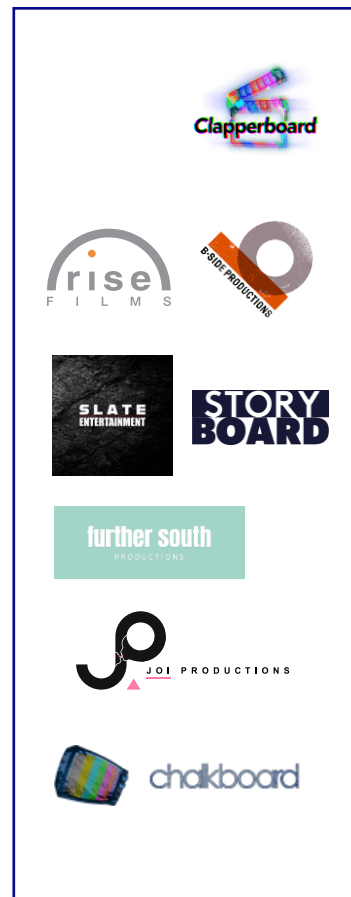 Clapperboard
rise
FILMS
B-SIDE PRODUCTIONS
SLATE
ENTERTAINMENT
STORY
BOARD
further south
PRODUCTIONS
JOI PRODUCTIONS
chalkboard